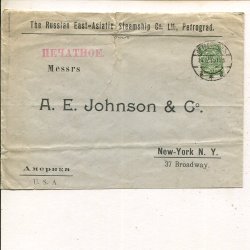 The Russian East-Asiatic Steamship Co. Ltd., Petrograd.
ПЕЧАТНОЕ.
Messrs
A. E. Johnson & Co.
New-York N. Y.
37 Broadway.
Америка
U. S. A